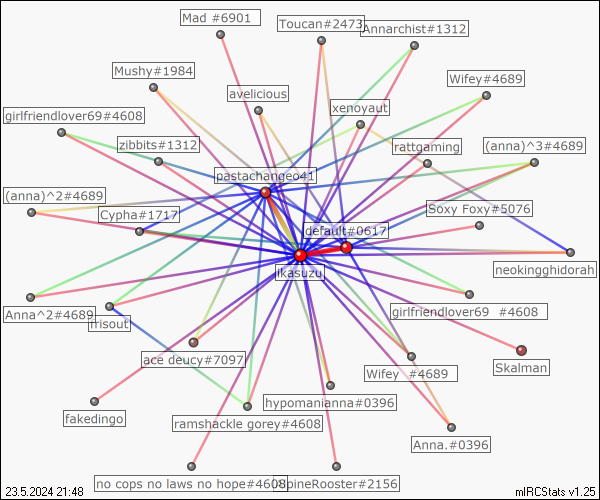 Mad #6901
Toucan#2473
Annarchist#1312
Mushy#1984
Wifey#4689
avelicious
xenoyaut
girlfriendlover69#4608
zibbits#1312
rattgeming
(anna)^3#4689
pastachangeo41
(anna)^2#4689
Cypha#1717
default#0617
Soxy Foxy#5076
ikasuzu
neokingghidorah
Anna^2#4689
girlfriendlover69 #4608
ace deucy#7097
Wifey #4689
Skalman
hypomanianna#0396
fakedingo
ramshackle gorey#4608
Anna.#0396
no cops no laws no hope#4608
pineRooster#2156
23.5.2024 21:48
mIRCStats v1.25